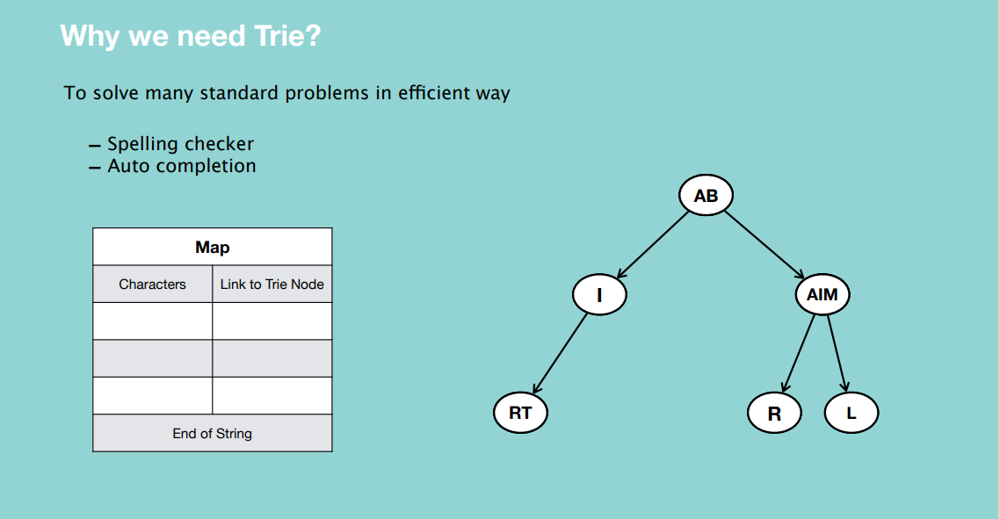 Why we need Trie?
To solve many standard problems in efficient way
– Spelling checker
– Auto completion
Map
Characters Link to Trie Node
End of String
AB
I AIM
RT R L